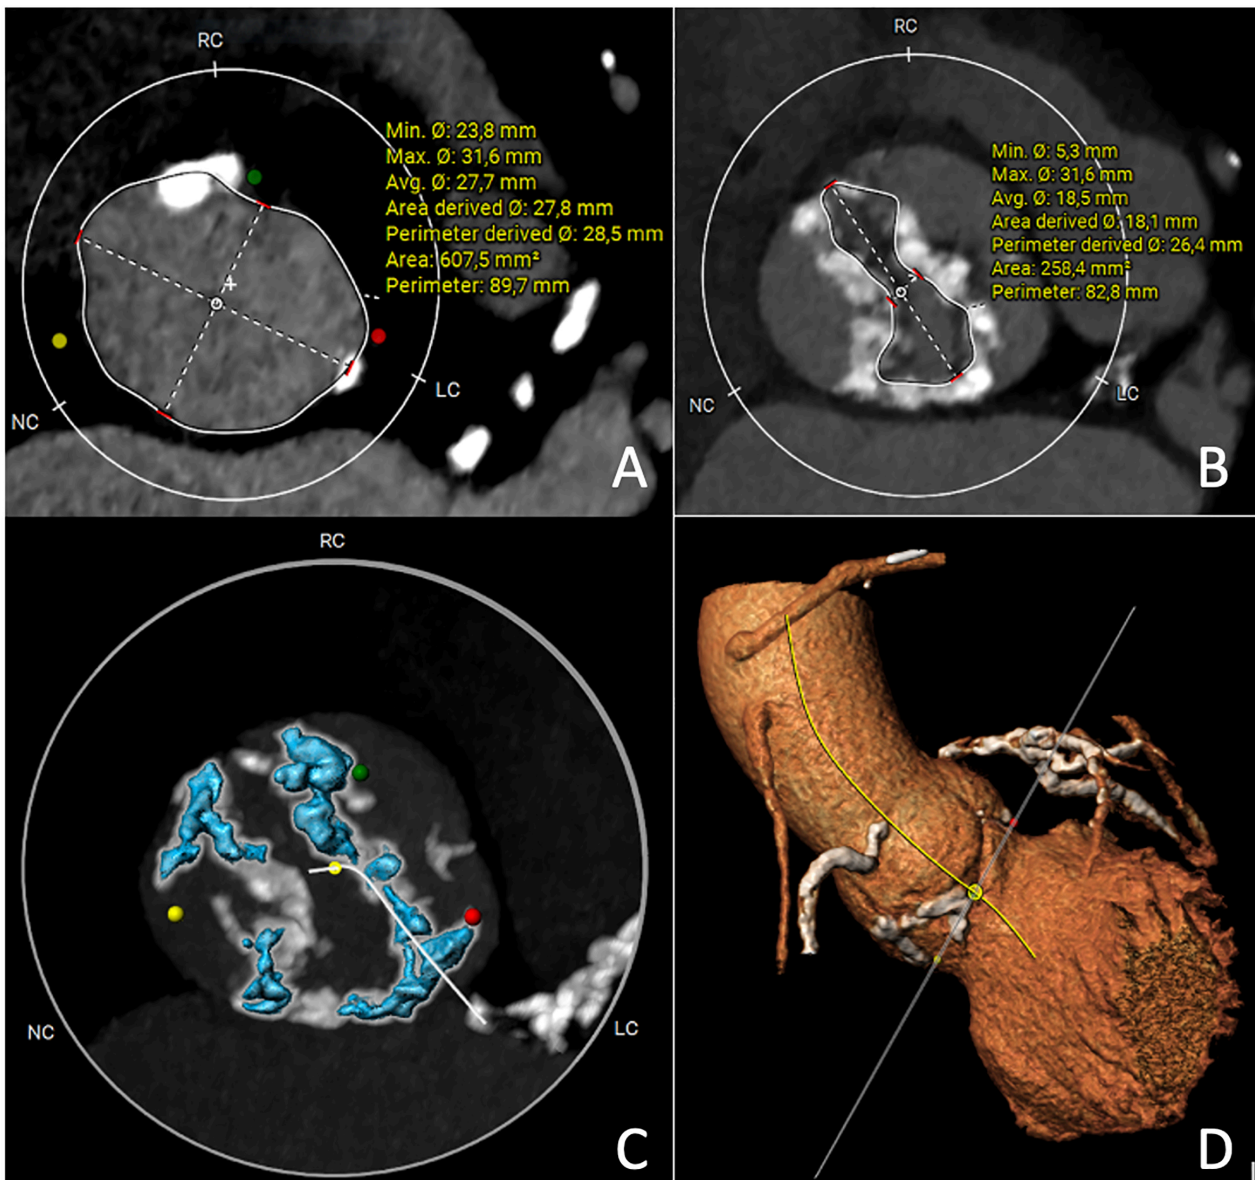 RC
Min. Ø: 23,8 mm
Max. Ø: 31,6 mm
Avg. Ø: 27,7 mm
Area derived Ø: 27,8 mm
Perimeter derived Ø: 28,5 mm
Area: 607,5 mm²
Perimeter: 89,7 mm
NC
LC
A
RC
Min. Ø: 5,3 mm
Max. Ø: 31,6 mm
Avg. Ø: 18,5 mm
Area derived Ø: 18,1 mm
Perimeter derived Ø: 26,4 mm
Area: 258,4 mm²
Perimeter: 82,8 mm
NC
LC
B
RC
NC
LC
C
D